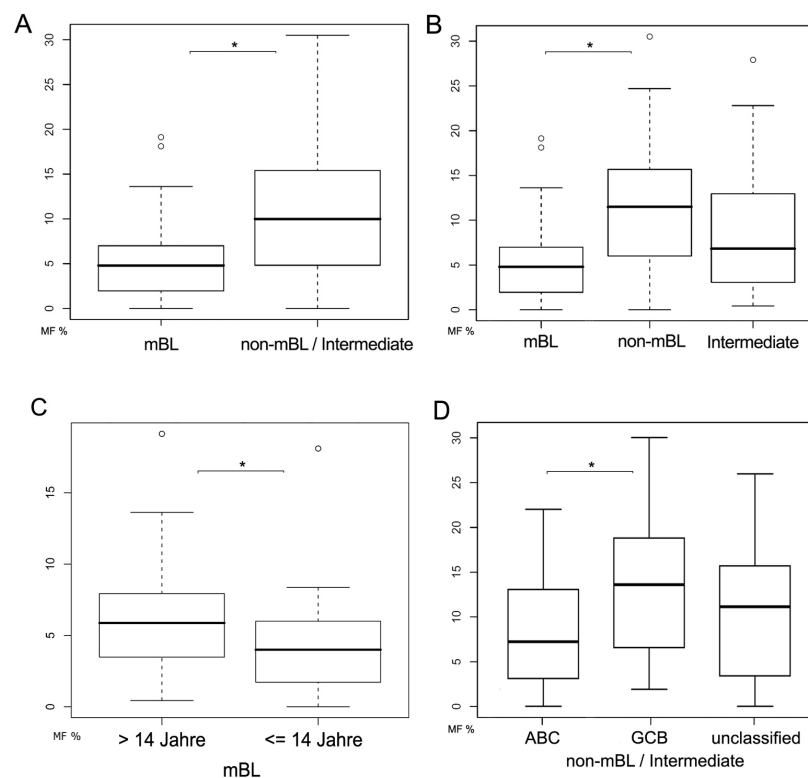 A
30
25
20
15
10
5
0
*
MF %
mBL
non-mBL / Intermediate
B
30
25
20
15
10
5
0
*
MF %
mBL
non-mBL
Intermediate
C
15
10
5
0
*
MF %
> 14 Jahre
<= 14 Jahre
mBL
D
30
25
20
15
10
5
0
*
MF %
ABC
GCB
unclassified
non-mBL / Intermediate